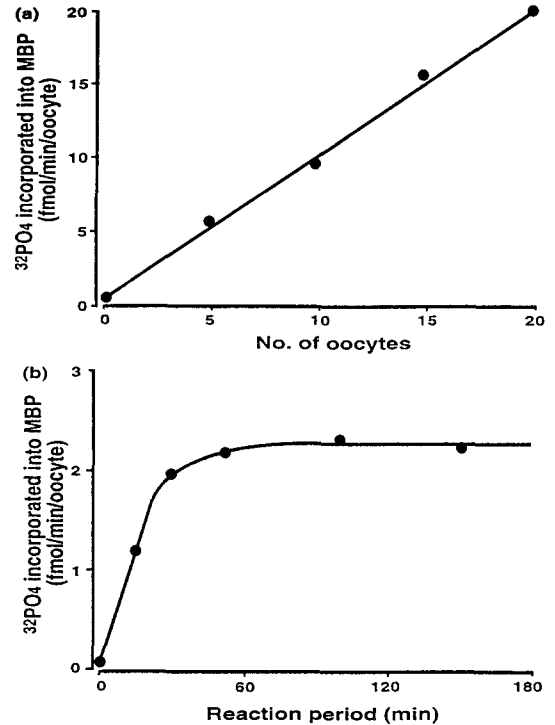 (a)
³²PO₄ incorporated into MBP
(fmol/min/oocyte)
20
15
10
5
0
0 5 10 15 20
No. of oocytes
(b)
³²PO₄ incorporated into MBP
(fmol/min/oocyte)
3
2
1
0
0 60 120 180
Reaction period (min)